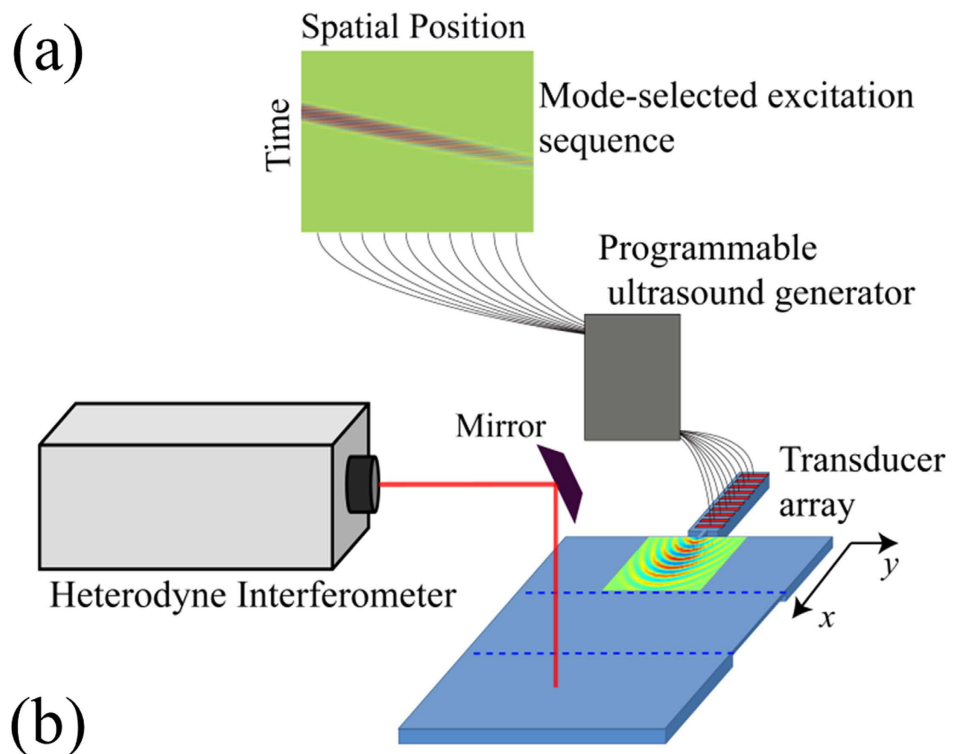 (a)
Spatial Position
Time
Mode-selected excitation
sequence
Programmable
ultrasound generator
Mirror
Transducer
array
Heterodyne Interferometer
y
x
(b)